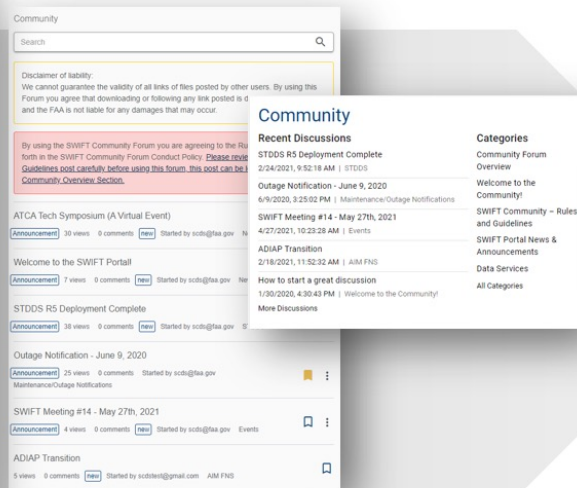 Community
Search
Disclaimer of liability:
We cannot guarantee the validity of all links of files posted by other users. By using this
Forum you agree that downloading or following any link posted is d
and the FAA is not liable for any damages that may occur.
By using the SWIFT Community Forum you are agreeing to the Ru
forth in the SWIFT Community Forum Conduct Policy. Please revie
Guidelines post carefully before using this forum, this post can be
Community Overview Section.
ATCA Tech Symposium (A Virtual Event)
Announcement 30 views 0 comments new Started by scds@faa.gov
Welcome to the SWIFT Portal!
Announcement 7 views 0 comments new Started by scds@faa.gov
STDDS R5 Deployment Complete
Announcement 38 views 0 comments new Started by scds@faa.gov
Outage Notification - June 9, 2020
Announcement 25 views 0 comments Started by scds@faa.gov
Maintenance/Outage Notifications
SWIFT Meeting #14 - May 27th, 2021
Announcement 4 views 0 comments new Started by scds@faa.gov Events
ADIAP Transition
5 views 0 comments new Started by scdstest@gmail.com AIM FNS
Community
Recent Discussions
STDDS R5 Deployment Complete
2/24/2021, 9:52:18 AM | STDDS
Outage Notification - June 9, 2020
6/9/2020, 3:25:02 PM | Maintenance/Outage Notifications
SWIFT Meeting #14 - May 27th, 2021
4/27/2021, 10:23:28 AM | Events
ADIAP Transition
2/18/2021, 11:52:32 AM | AIM FNS
How to start a great discussion
1/30/2020, 4:30:43 PM | Welcome to the Community!
More Discussions
Categories
Community Forum
Overview
Welcome to the
Community!
SWIFT Community – Rules
and Guidelines
SWIFT Portal News &
Announcements
Data Services
All Categories